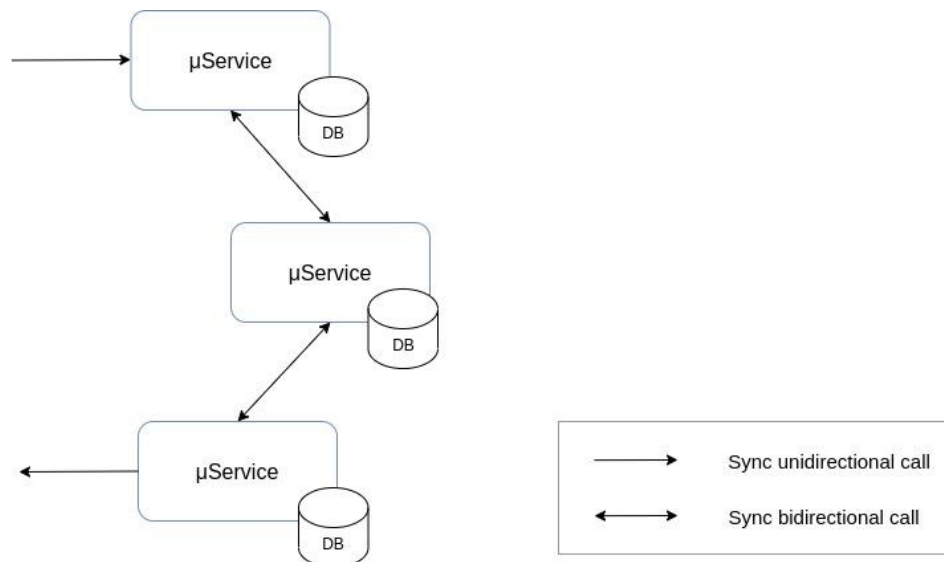 µService
DB
µService
DB
µService
DB
Sync unidirectional call
Sync bidirectional call